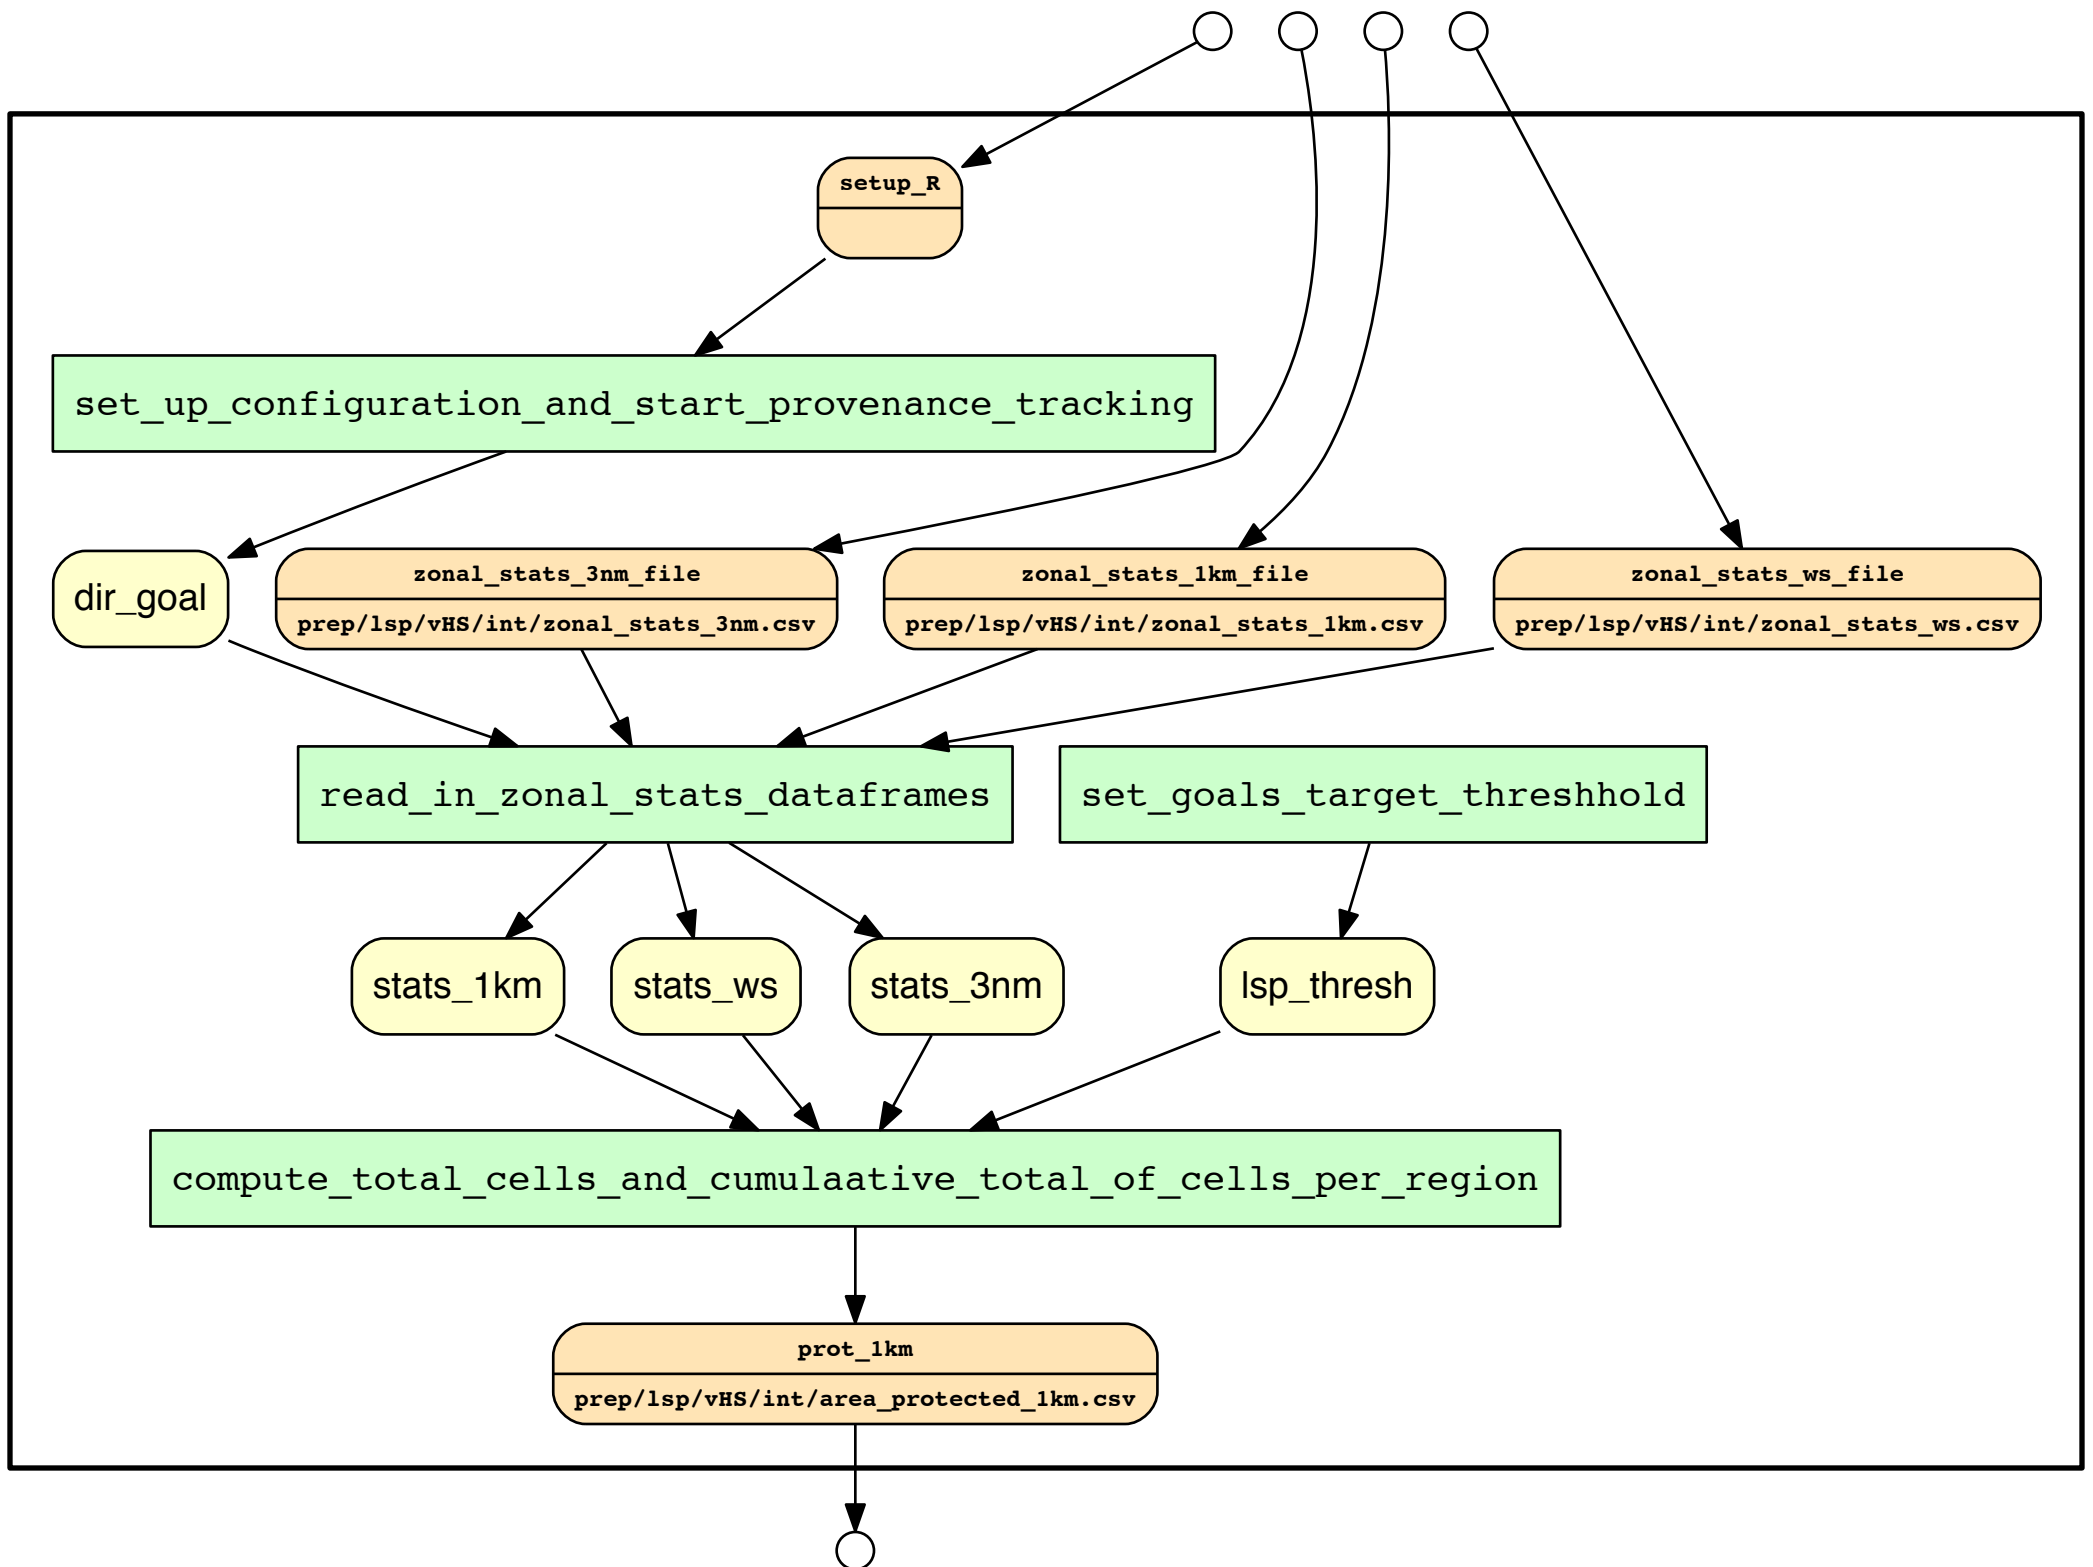 setup_R
set_up_configuration_and_start_provenance_tracking
dir_goal
zonal_stats_3nm_file
prep/lsp/vHS/int/zonal_stats_3nm.csv
zonal_stats_1km_file
prep/lsp/vHS/int/zonal_stats_1km.csv
zonal_stats_ws_file
prep/lsp/vHS/int/zonal_stats_ws.csv
read_in_zonal_stats_dataframes
set_goals_target_threshhold
stats_1km
stats_ws
stats_3nm
lsp_thresh
compute_total_cells_and_cumulaative_total_of_cells_per_region
prot_1km
prep/lsp/vHS/int/area_protected_1km.csv